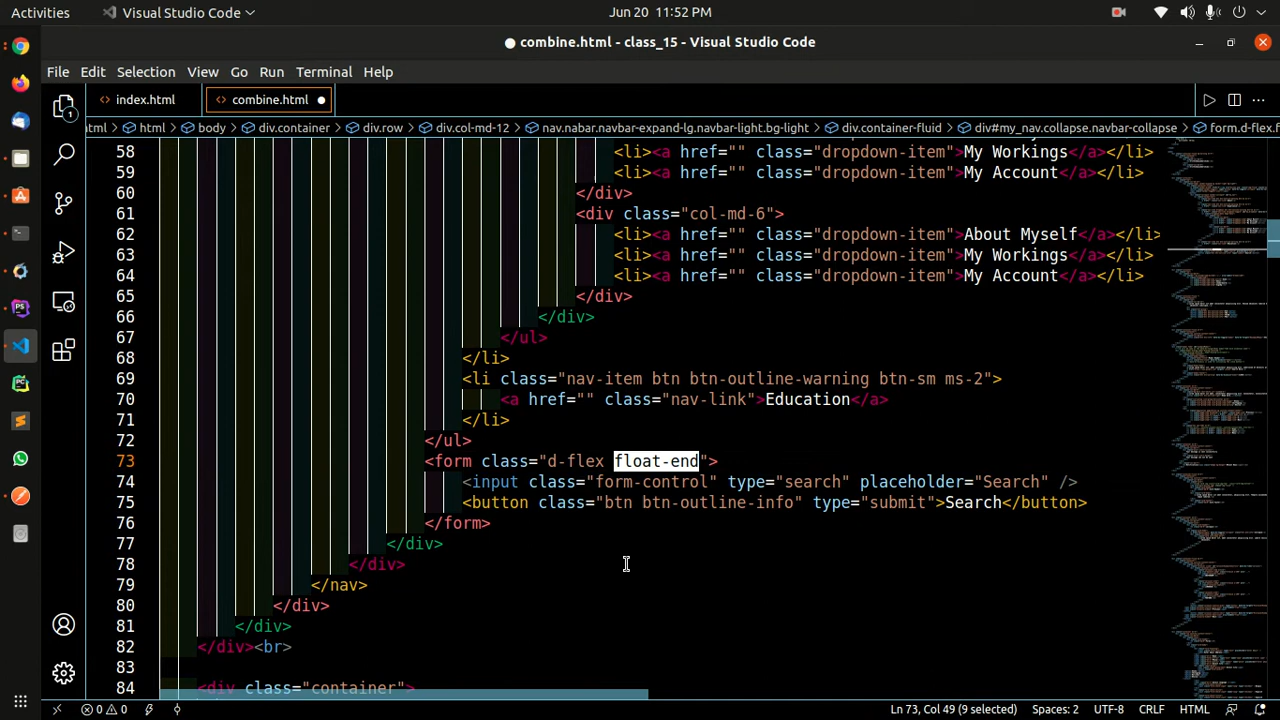 Activities Visual Studio Code Jun 20 11:52 PM
combine.html - class_15 - Visual Studio Code
File Edit Selection View Go Run Terminal Help
index.html combine.html
html html body div.container div.row div.col-md-12 nav.nabar.navbar-expand-lg.navbar-light.bg-light div.container-fluid div#my_nav.collapse.navbar-collapse form.d-flex.f
58 <li><a href="" class="dropdown-item">My Workings</a></li>
59 <li><a href="" class="dropdown-item">My Account</a></li>
60 </div>
61 <div class="col-md-6">
62 <li><a href="" class="dropdown-item">About Myself</a></li>
63 <li><a href="" class="dropdown-item">My Workings</a></li>
64 <li><a href="" class="dropdown-item">My Account</a></li>
65 </div>
66 </div>
67 </ul>
68 </li>
69 <li class="nav-item btn btn-outline-warning btn-sm ms-2">
70 <a href="" class="nav-link">Education</a>
71 </li>
72 </ul>
73 <form class="d-flex float-end">
74 <input class="form-control" type="search" placeholder="Search" />
75 <button class="btn btn-outline-info" type="submit">Search</button>
76 </form>
77 </div>
78 </div>
79 </nav>
80 </div>
81 </div>
82 </div><br>
83
84 <div class="container">
0 0 Ln 73, Col 49 (9 selected) Spaces: 2 UTF-8 CRLF HTML